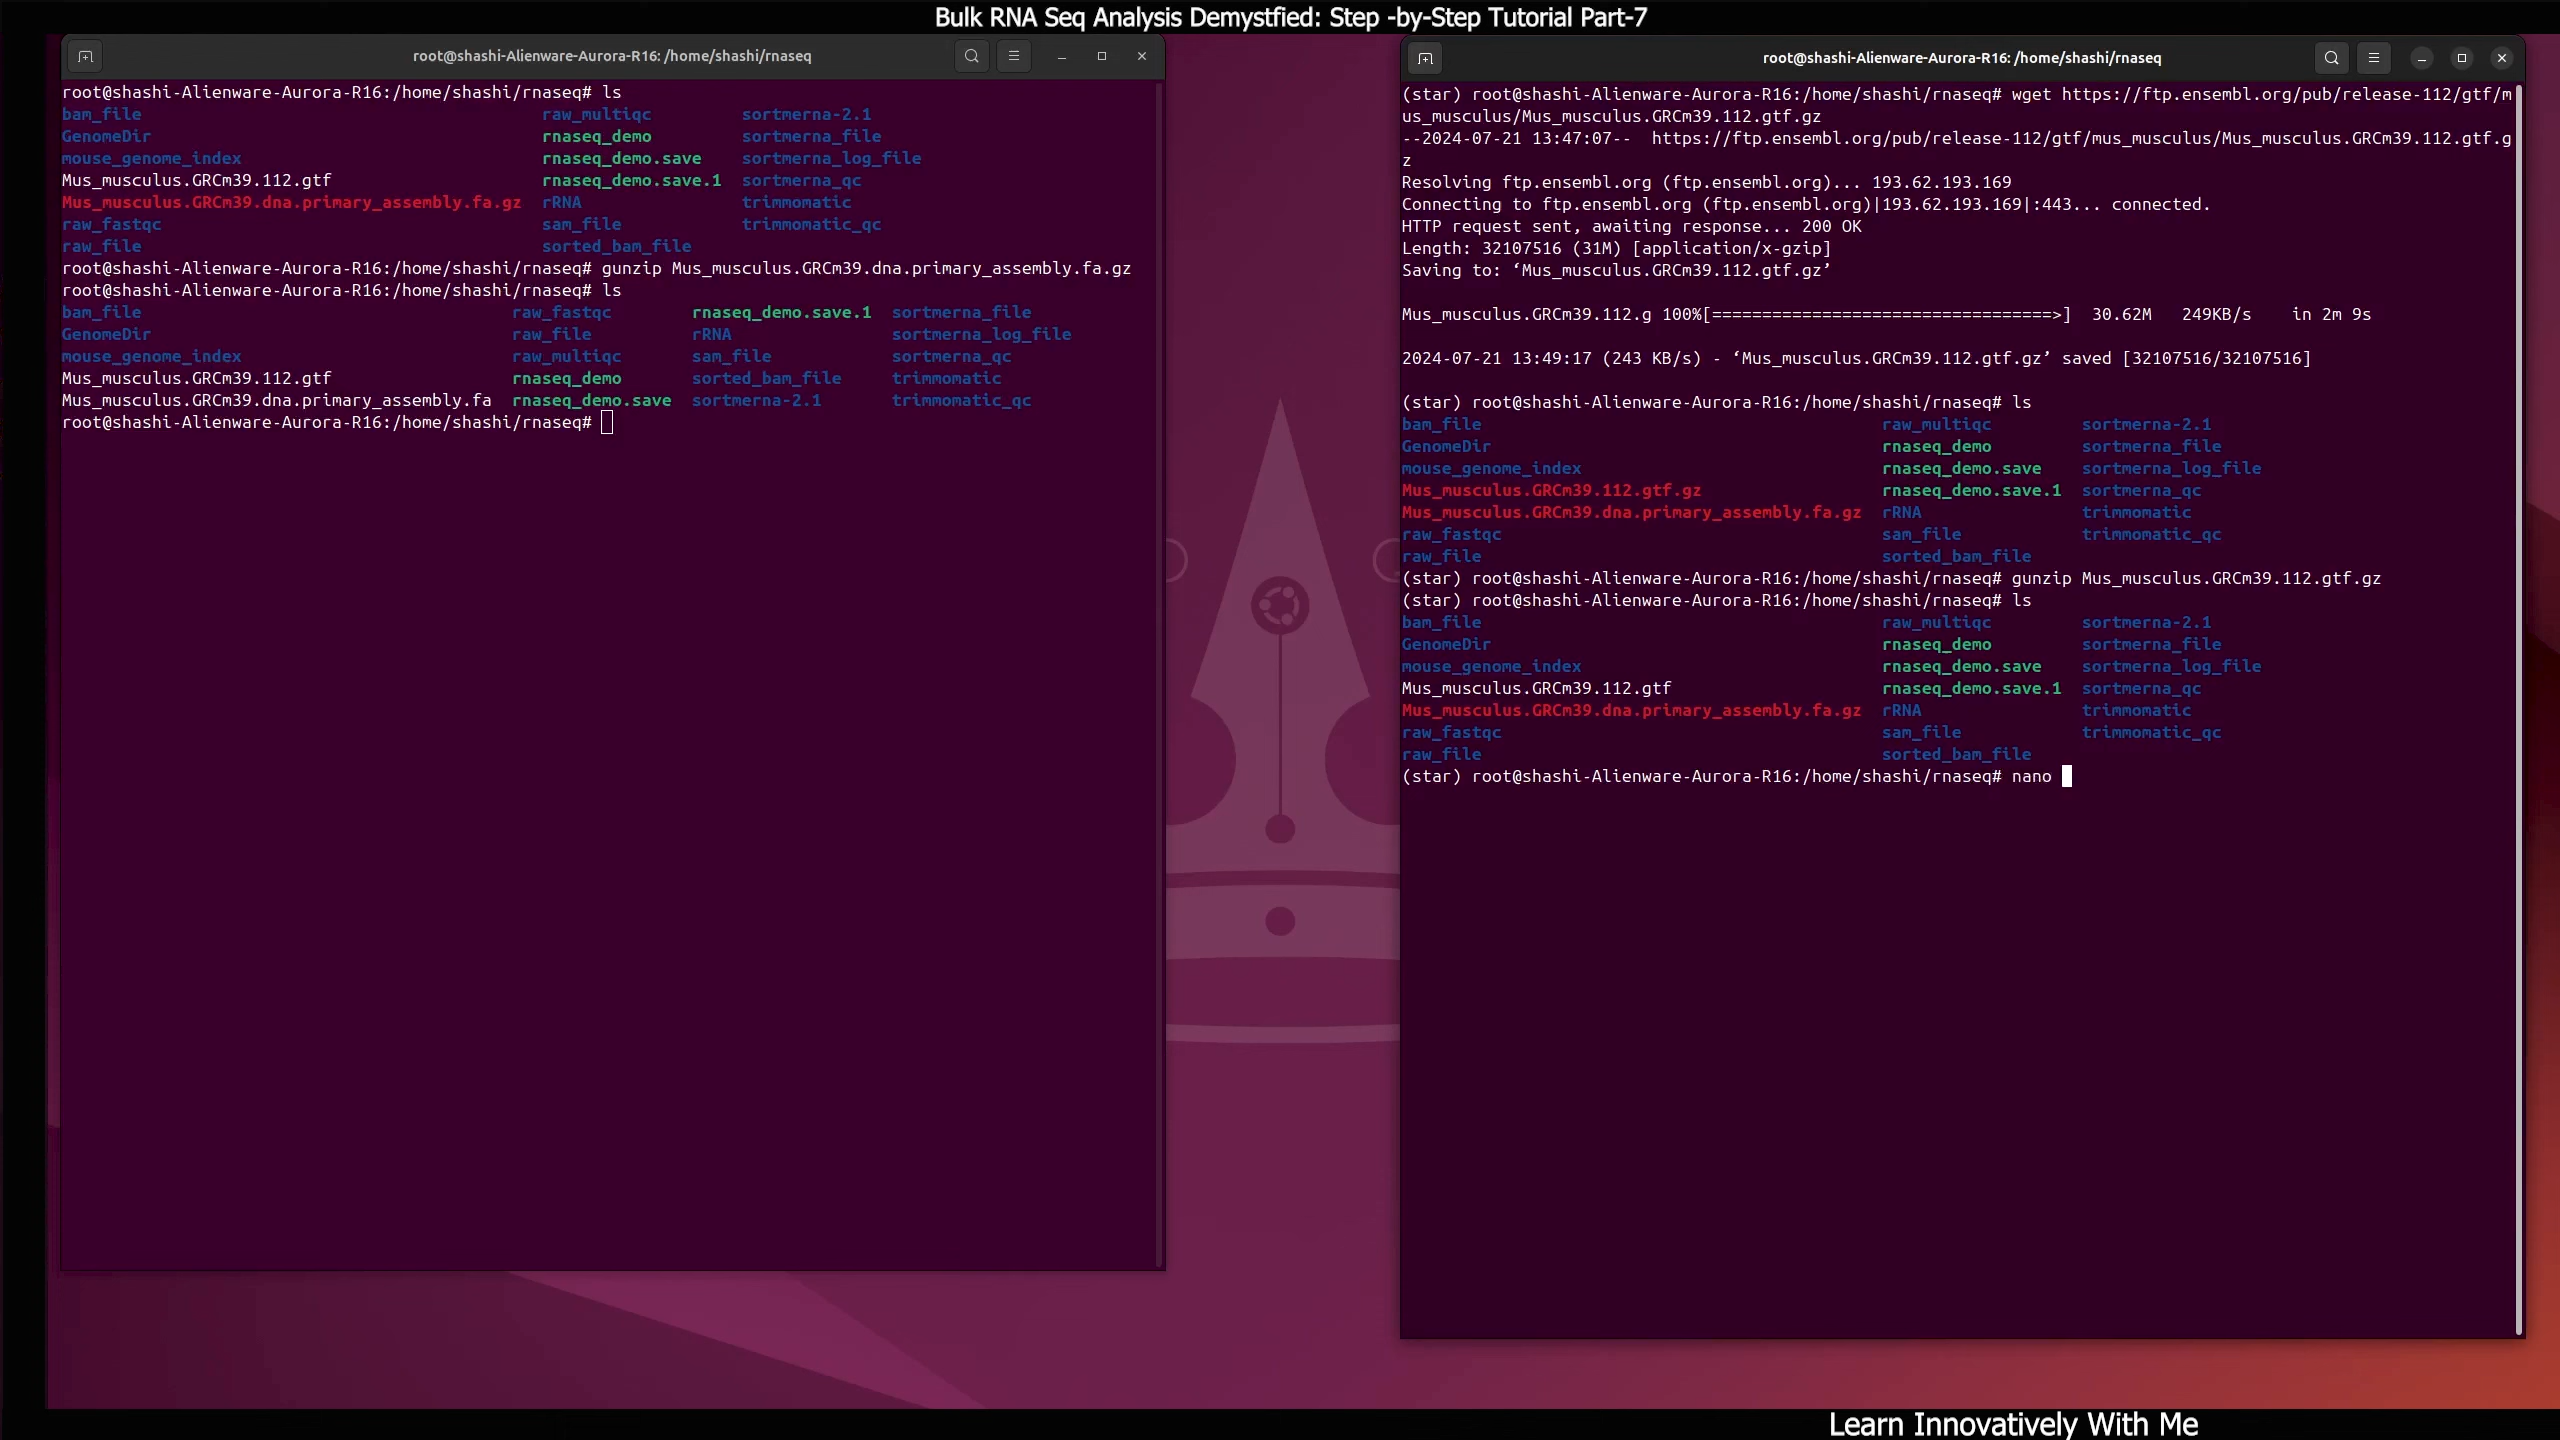 Bulk RNA Seq Analysis Demystfied: Step -by-Step Tutorial Part-7
root@shashi-Alienware-Aurora-R16: /home/shashi/rnaseq
root@shashi-Alienware-Aurora-R16:/home/shashi/rnaseq# ls
bam_file raw_multiqc sortmerna-2.1
GenomeDir rnaseq_demo sortmerna_file
mouse_genome_index rnaseq_demo.save sortmerna_log_file
Mus_musculus.GRCm39.112.gtf rnaseq_demo.save.1 sortmerna_qc
Mus_musculus.GRCm39.dna.primary_assembly.fa.gz rRNA trimmomatic
raw_fastqc sam_file trimmomatic_qc
raw_file sorted_bam_file
root@shashi-Alienware-Aurora-R16:/home/shashi/rnaseq# gunzip Mus_musculus.GRCm39.dna.primary_assembly.fa.gz
root@shashi-Alienware-Aurora-R16:/home/shashi/rnaseq# ls
bam_file raw_fastqc rnaseq_demo.save.1 sortmerna_file
GenomeDir raw_file rRNA sortmerna_log_file
mouse_genome_index raw_multiqc sam_file sortmerna_qc
Mus_musculus.GRCm39.112.gtf rnaseq_demo sorted_bam_file trimmomatic
Mus_musculus.GRCm39.dna.primary_assembly.fa rnaseq_demo.save sortmerna-2.1 trimmomatic_qc
root@shashi-Alienware-Aurora-R16:/home/shashi/rnaseq#
root@shashi-Alienware-Aurora-R16: /home/shashi/rnaseq
(star) root@shashi-Alienware-Aurora-R16:/home/shashi/rnaseq# wget https://ftp.ensembl.org/pub/release-112/gtf/m
us_musculus/Mus_musculus.GRCm39.112.gtf.gz
--2024-07-21 13:47:07-- https://ftp.ensembl.org/pub/release-112/gtf/mus_musculus/Mus_musculus.GRCm39.112.gtf.g
z
Resolving ftp.ensembl.org (ftp.ensembl.org)... 193.62.193.169
Connecting to ftp.ensembl.org (ftp.ensembl.org)|193.62.193.169|:443... connected.
HTTP request sent, awaiting response... 200 OK
Length: 32107516 (31M) [application/x-gzip]
Saving to: ‘Mus_musculus.GRCm39.112.gtf.gz’
Mus_musculus.GRCm39.112.g 100%[==================================>] 30.62M 249KB/s in 2m 9s
2024-07-21 13:49:17 (243 KB/s) - ‘Mus_musculus.GRCm39.112.gtf.gz’ saved [32107516/32107516]
(star) root@shashi-Alienware-Aurora-R16:/home/shashi/rnaseq# ls
bam_file raw_multiqc sortmerna-2.1
GenomeDir rnaseq_demo sortmerna_file
mouse_genome_index rnaseq_demo.save sortmerna_log_file
Mus_musculus.GRCm39.112.gtf.gz rnaseq_demo.save.1 sortmerna_qc
Mus_musculus.GRCm39.dna.primary_assembly.fa.gz rRNA trimmomatic
raw_fastqc sam_file trimmomatic_qc
raw_file sorted_bam_file
(star) root@shashi-Alienware-Aurora-R16:/home/shashi/rnaseq# gunzip Mus_musculus.GRCm39.112.gtf.gz
(star) root@shashi-Alienware-Aurora-R16:/home/shashi/rnaseq# ls
bam_file raw_multiqc sortmerna-2.1
GenomeDir rnaseq_demo sortmerna_file
mouse_genome_index rnaseq_demo.save sortmerna_log_file
Mus_musculus.GRCm39.112.gtf rnaseq_demo.save.1 sortmerna_qc
Mus_musculus.GRCm39.dna.primary_assembly.fa.gz rRNA trimmomatic
raw_fastqc sam_file trimmomatic_qc
raw_file sorted_bam_file
(star) root@shashi-Alienware-Aurora-R16:/home/shashi/rnaseq# nano
Learn Innovatively With Me